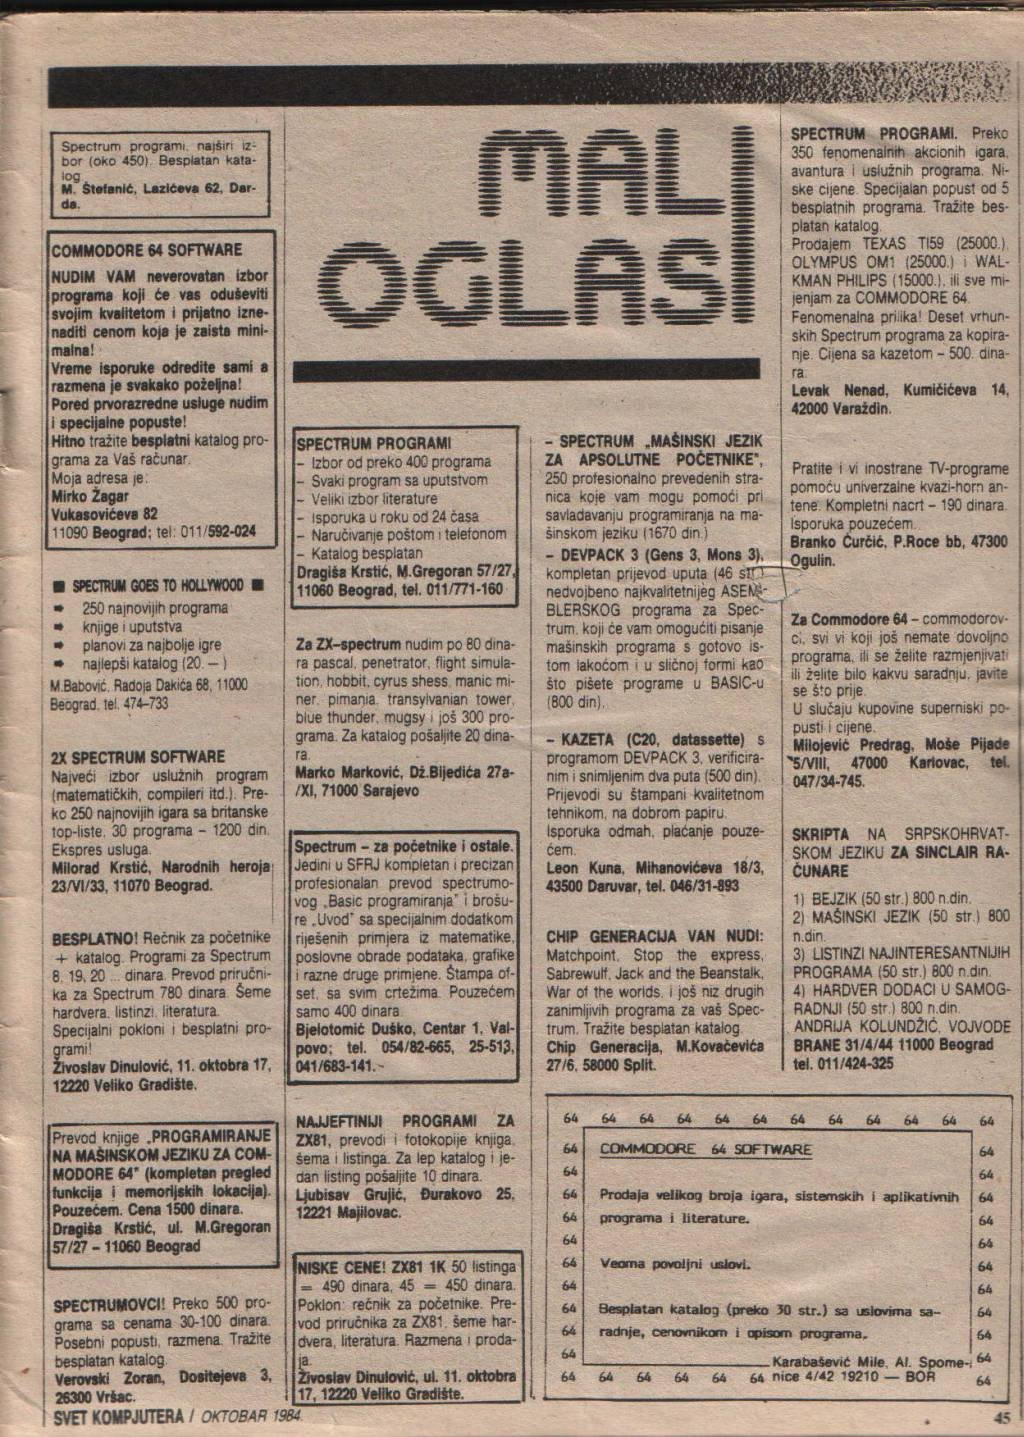 Spectrum programi, najširi iz-
bor (oko 450). Besplatan kata-
log
M. Štefanić, Lazićeva 62, Dar-
da.
COMMODORE 64 SOFTWARE
NUDIM VAM neverovatan izbor
programa koji će vas oduševiti
svojim kvalitetom i prijatno izne-
naditi cenom koja je zaista mini-
malna!
Vreme isporuke odredite sami a
razmena je svakako poželjna!
Pored prvorazredne usluge nudim
i specijalne popuste!
Hitno tražite besplatni katalog pro-
grama za Vaš računar.
Moja adresa je:
Mirko Žagar
Vukasovićeva 82
11090 Beograd; tel: 011/592-024
■ SPECTRUM GOES TO HOLLYWOOD ■
➡ 250 najnovijih programa
➡ knjige i uputstva
➡ planovi za najbolje igre
➡ najlepši katalog (20.—)
M.Babović, Radoja Dakića 68, 11000
Beograd, tel. 474-733
2X SPECTRUM SOFTWARE
Najveći izbor uslužnih program
(matematičkih, compileri itd.). Pre-
ko 250 najnovijih igara sa britanske
top-liste, 30 programa – 1200 din.
Ekspres usluga.
Milorad Krstić, Narodnih heroja
23/VI/33, 11070 Beograd.
BESPLATNO! Rečnik za početnike
+ katalog. Programi za Spectrum
8, 19, 20 ... dinara. Prevod priručni-
ka za Spectrum 780 dinara. Šeme
hardvera, listinzi, literatura.
Specijalni pokloni i besplatni pro-
grami!
Živoslav Dinulović, 11. oktobra 17,
12220 Veliko Gradište.
Prevod knjige „PROGRAMIRANJE
NA MAŠINSKOM JEZIKU ZA COM-
MODORE 64" (kompletan pregled
funkcija i memorijskih lokacija).
Pouzećem. Cena 1500 dinara.
Dragiša Krstić, ul. M.Gregoran
57/27 – 11060 Beograd
SPECTRUMOVCI! Preko 500 pro-
grama sa cenama 30-100 dinara.
Posebni popusti, razmena. Tražite
besplatan katalog.
Verovski Zoran, Dositejeva 3,
26300 Vršac.
MALI
OGLASI
SPECTRUM PROGRAMI
– Izbor od preko 400 programa
– Svaki program sa uputstvom
– Veliki izbor literature
– Isporuka u roku od 24 časa
– Naručivanje poštom i telefonom
– Katalog besplatan
Dragiša Krstić, M.Gregoran 57/27,
11060 Beograd, tel. 011/771-160
Za ZX–spectrum nudim po 80 dina-
ra pascal, penetrator, flight simula-
tion, hobbit, cyrus shess, manic mi-
ner, pimania, transylvanian tower,
blue thunder, mugsy i još 300 pro-
grama. Za katalog pošaljite 20 dina-
ra.
Marko Marković, Dž.Bijedića 27a-
/XI, 71000 Sarajevo
Spectrum – za početnike i ostale.
Jedini u SFRJ kompletan i precizan
profesionalan prevod spectrumo-
vog „Basic programiranja" i brošu-
re „Uvod" sa specijalnim dodatkom
riješenih primjera iz matematike,
poslovne obrade podataka, grafike
i razne druge primjene. Štampa of-
set, sa svim crtežima. Pouzećem
samo 400 dinara.
Bjelotomić Duško, Centar 1, Val-
povo; tel. 054/82-665, 25-513,
041/683-141.
NAJJEFTINIJI PROGRAMI ZA
ZX81, prevodi i fotokopije knjiga,
šema i listinga. Za lep katalog i je-
dan listing pošaljite 10 dinara.
Ljubisav Grujić, Đurakovo 25,
12221 Majilovac.
NISKE CENE! ZX81 1K 50 listinga
= 490 dinara, 45 = 450 dinara.
Poklon: rečnik za početnike. Pre-
vod priručnika za ZX81, šeme har-
dvera, literatura. Razmena i proda-
ja.
Živoslav Dinulović, ul. 11. oktobra
17, 12220 Veliko Gradište.
– SPECTRUM „MAŠINSKI JEZIK
ZA APSOLUTNE POČETNIKE",
250 profesionalno prevedenih stra-
nica koje vam mogu pomoći pri
savladavanju programiranja na ma-
šinskom jeziku (1670 din.)
– DEVPACK 3 (Gens 3, Mons 3),
kompletan prijevod uputa (46 str.)
nedvojbeno najkvalitetnijeg ASEM-
BLERSKOG programa za Spec-
trum, koji će vam omogućiti pisanje
mašinskih programa s gotovo is-
tom lakoćom i u sličnoj formi kao
što pišete programe u BASIC-u
(800 din).
– KAZETA (C20, datassette) s
programom DEVPACK 3, verificira-
nim i snimljenim dva puta (500 din).
Prijevodi su štampani kvalitetnom
tehnikom, na dobrom papiru.
Isporuka odmah, plaćanje pouze-
ćem.
Leon Kuna, Mihanovićeva 18/3,
43500 Daruvar, tel. 046/31-893
CHIP GENERACIJA VAN NUDI:
Matchpoint, Stop the express,
Sabrewulf, Jack and the Beanstalk,
War of the worlds, i još niz drugih
zanimljivih programa za vaš Spec-
trum. Tražite besplatan katalog.
Chip Generacija, M.Kovačevića
27/6, 58000 Split.
SPECTRUM PROGRAMI. Preko
350 fenomenalnih akcionih igara,
avantura i uslužnih programa. Ni-
ske cijene. Specijalan popust od 5
besplatnih programa. Tražite bes-
platan katalog.
Prodajem TEXAS TI59 (25000.),
OLYMPUS OM1 (25000.) i WAL-
KMAN PHILIPS (15000.), ili sve mi-
jenjam za COMMODORE 64.
Fenomenalna prilika! Deset vrhun-
skih Spectrum programa za kopira-
nje. Cijena sa kazetom – 500. dina-
ra.
Levak Nenad, Kumičićeva 14,
42000 Varaždin.
Pratite i vi inostrane TV-programe
pomoću univerzalne kvazi-horn an-
tene. Kompletni nacrt – 190 dinara.
Isporuka pouzećem.
Branko Ćurčić, P.Roce bb, 47300
Ogulin.
Za Commodore 64 – commodorov-
ci, svi vi koji još nemate dovoljno
programa, ili se želite razmjenjivati
ili želite bilo kakvu saradnju, javite
se što prije.
U slučaju kupovine superniski po-
pusti i cijene.
Milojević Predrag, Moše Pijade
5/VIII, 47000 Karlovac, tel.
047/34-745.
SKRIPTA NA SRPSKOHRVAT-
SKOM JEZIKU ZA SINCLAIR RA-
ČUNARE
1) BEJZIK (50 str.) 800 n.din.
2) MAŠINSKI JEZIK (50 str.) 800
n.din.
3) LISTINZI NAJINTERESANTNIJIH
PROGRAMA (50 str.) 800 n.din.
4) HARDVER DODACI U SAMOG-
RADNJI (50 str.) 800 n.din.
ANDRIJA KOLUNDŽIĆ, VOJVODE
BRANE 31/4/44 11000 Beograd
tel. 011/424-325
64 64 64 64 64 64 64 64 64 64 64 64
64 COMMODORE 64 SOFTWARE 64
64 64
64 Prodaja velikog broja igara, sistemskih i aplikativnih 64
64 programa i literature. 64
64 64
64 Veoma povoljni uslovi. 64
64 64
64 Besplatan katalog (preko 30 str.) sa uslovima sa- 64
64 radnje, cenovnikom i opisom programa. 64
64 Karabašević Mile, Al. Spome- 64
64 64 64 64 64 64 nice 4/42 19210 — BOR 64
SVET KOMPJUTERA / OKTOBAR 1984.
45